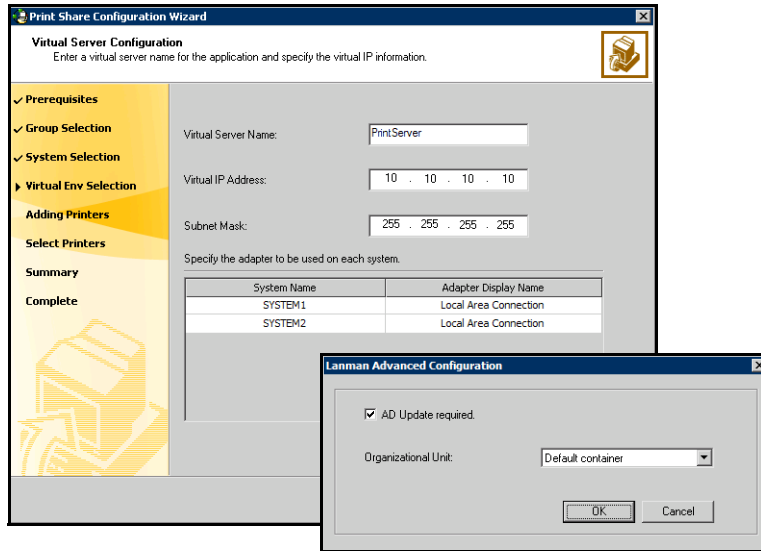 Print Share Configuration Wizard
Virtual Server Configuration
Enter a virtual server name for the application and specify the virtual IP information.
Prerequisites
Group Selection
System Selection
Virtual Env Selection
Adding Printers
Select Printers
Summary
Complete
Virtual Server Name:
PrintServer
Virtual IP Address:
10 . 10 . 10 . 10
Subnet Mask:
255 . 255 . 255 . 255
Specify the adapter to be used on each system.
System Name Adapter Display Name
SYSTEM1 Local Area Connection
SYSTEM2 Local Area Connection
Lanman Advanced Configuration
AD Update required.
Organizational Unit: Default container
OK Cancel